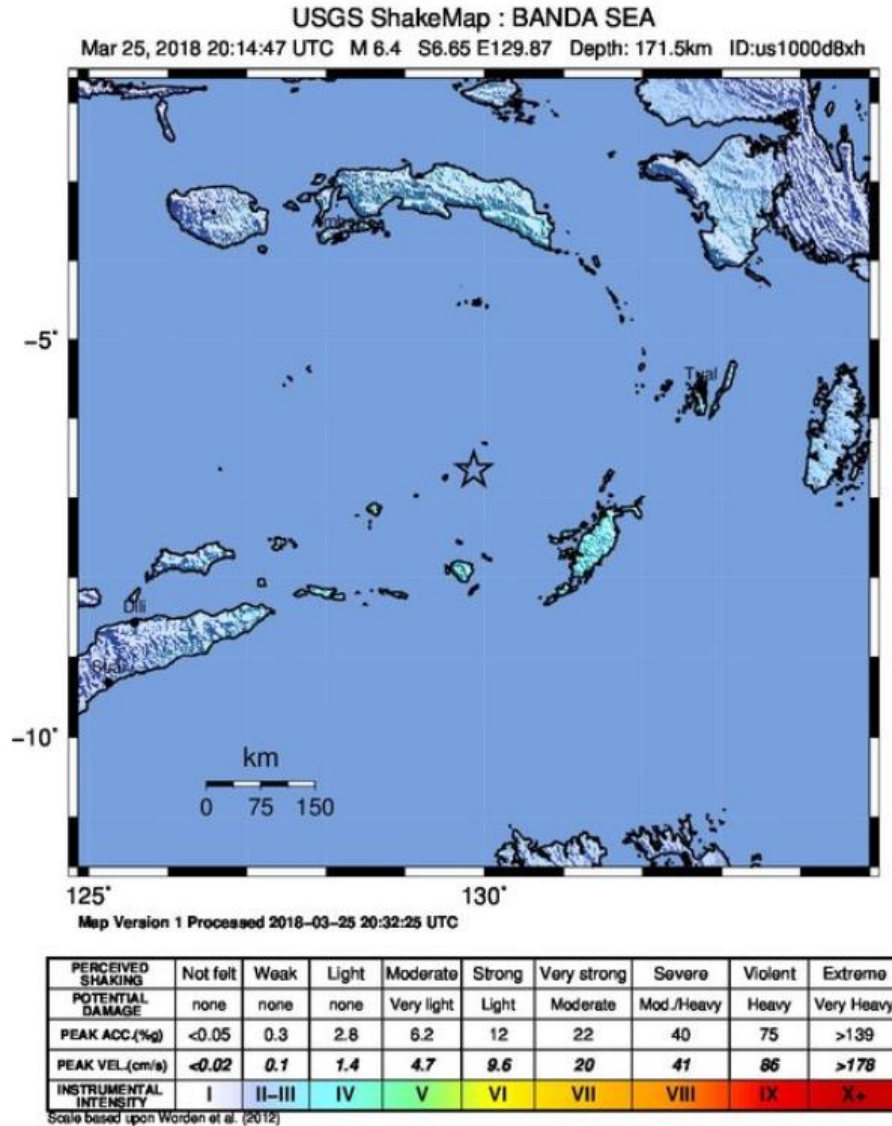 USGS ShakeMap : BANDA SEA
Mar 25, 2018 20:14:47 UTC M 6.4 S6.65 E129.87 Depth: 171.5km ID:us1000d8xh
-5°
Tual
Dili
-10°
km
0 75 150
125° 130°
Map Version 1 Processed 2018-03-25 20:32:25 UTC
PERCEIVED SHAKING Not felt Weak Light Moderate Strong Very strong Severe Violent Extreme
POTENTIAL DAMAGE none none none Very light Light Moderate Mod./Heavy Heavy Very Heavy
PEAK ACC.(%g) <0.05 0.3 2.8 6.2 12 22 40 75 >139
PEAK VEL.(cm/s) <0.02 0.1 1.4 4.7 9.6 20 41 86 >178
INSTRUMENTAL INTENSITY I II-III IV V VI VII VIII IX X+
Scale based upon Worden et al. (2012)